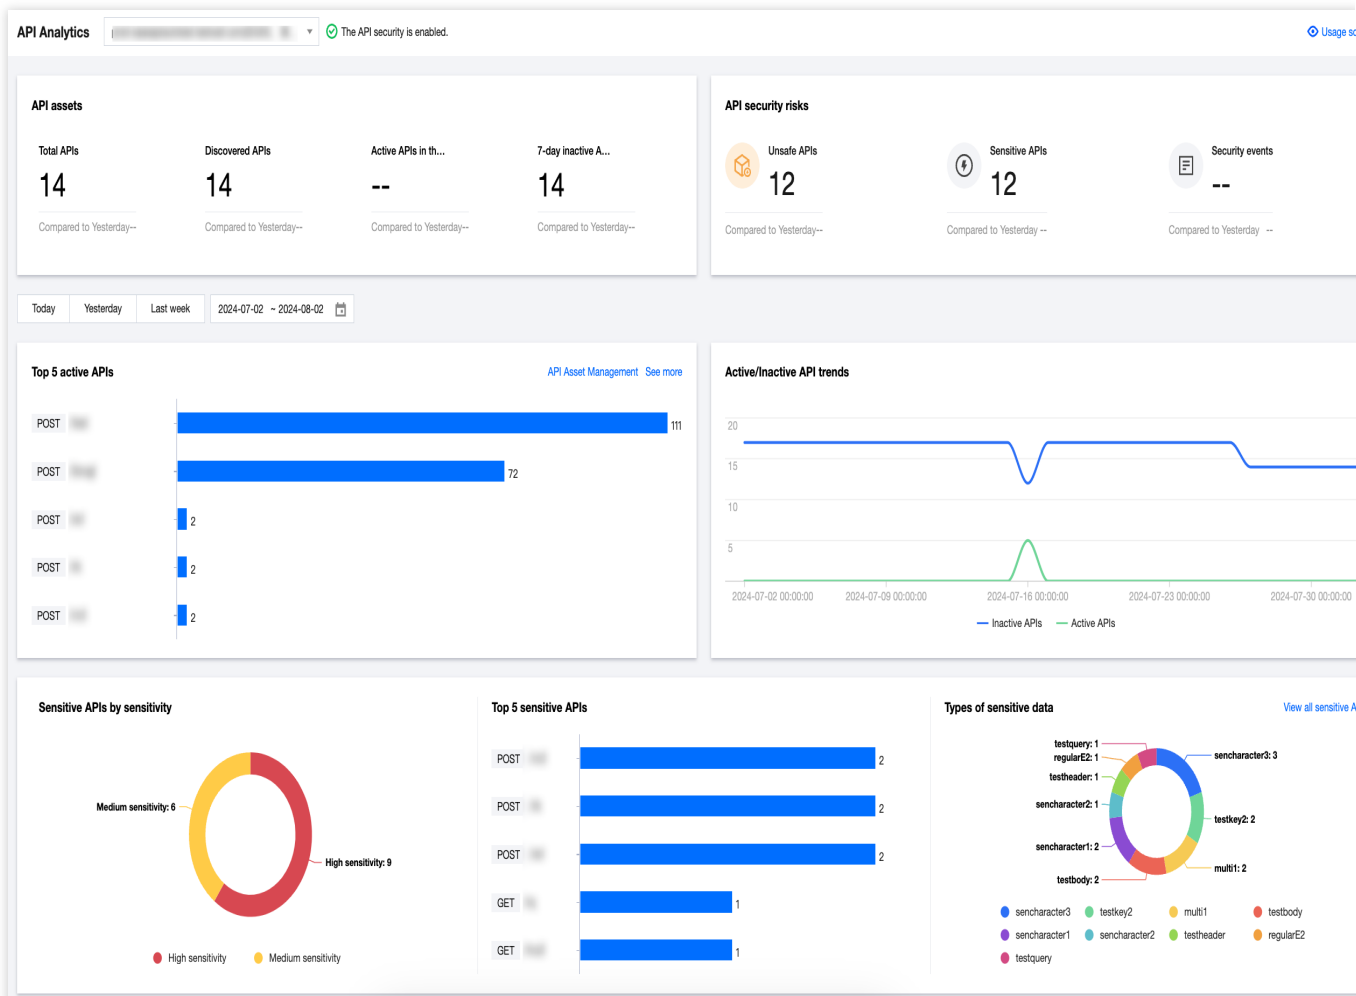 API Analytics
The API security is enabled.
Usage sc
API assets
Total APIs
14
Compared to Yesterday--
Discovered APIs
14
Compared to Yesterday--
Active APIs in th...
--
Compared to Yesterday--
7-day inactive A...
14
Compared to Yesterday--
API security risks
Unsafe APIs
12
Compared to Yesterday--
Sensitive APIs
12
Compared to Yesterday --
Security events
--
Compared to Yesterday --
Today Yesterday Last week 2024-07-02 ~ 2024-08-02
Top 5 active APIs
API Asset Management See more
POST 111
POST 72
POST 2
POST 2
POST 2
Active/Inactive API trends
20
15
10
5
2024-07-02 00:00:00 2024-07-09 00:00:00 2024-07-16 00:00:00 2024-07-23 00:00:00 2024-07-30 00:00:00
Inactive APIs Active APIs
Sensitive APIs by sensitivity
Medium sensitivity: 6
High sensitivity: 9
High sensitivity Medium sensitivity
Top 5 sensitive APIs
POST 2
POST 2
POST 2
GET 1
GET 1
Types of sensitive data
View all sensitive A
testquery: 1
regularE2: 1
testheader: 1
sencharacter2: 1
sencharacter1: 2
testbody: 2
sencharacter3: 3
testkey2: 2
multi1: 2
sencharacter3 testkey2 multi1 testbody
sencharacter1 sencharacter2 testheader regularE2
testquery